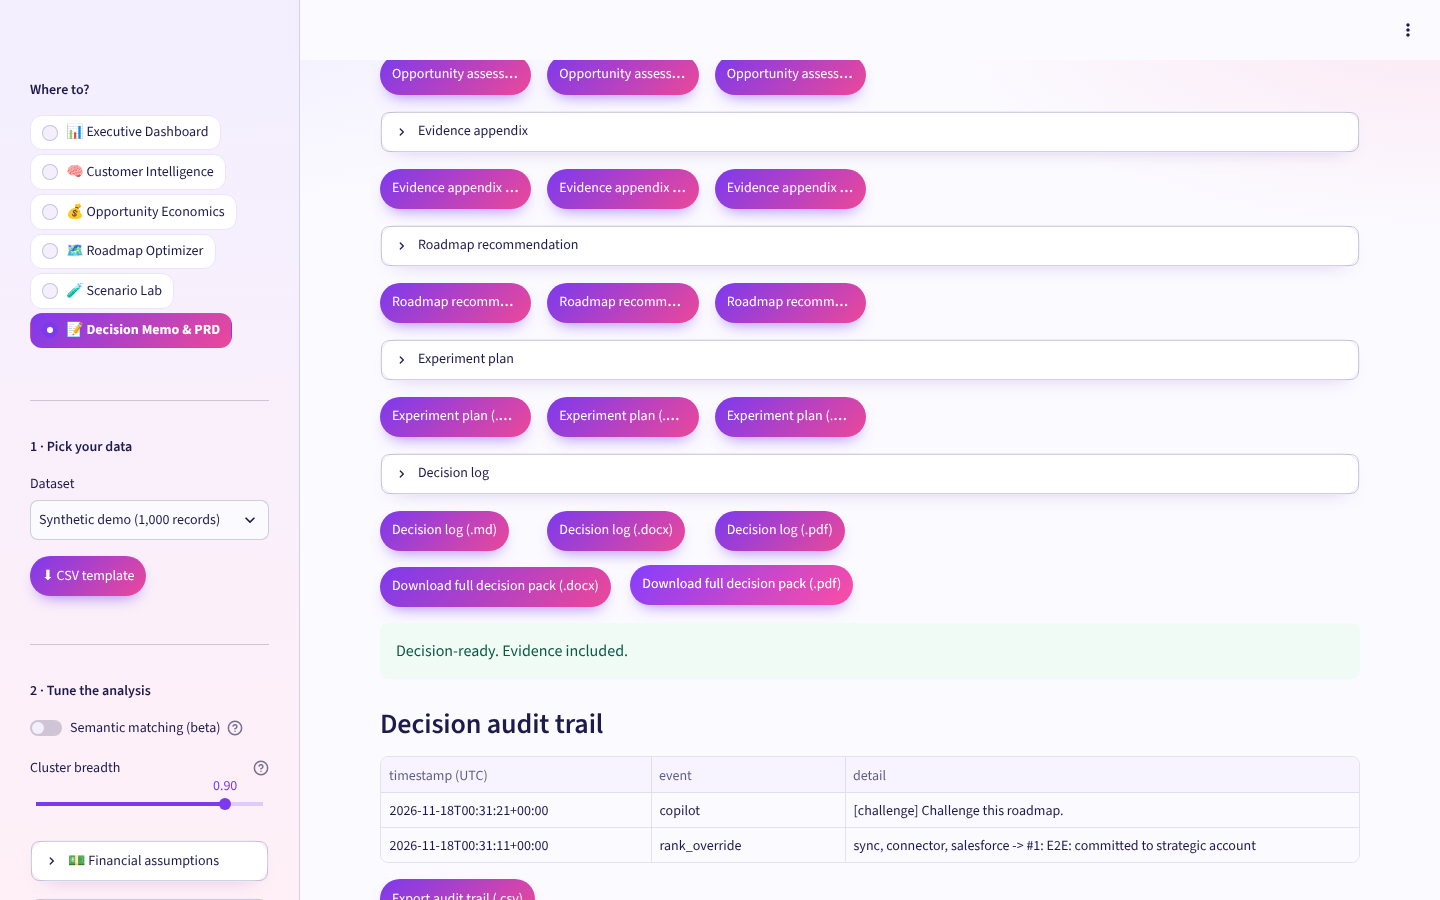 Where to?
📊 Executive Dashboard
🧠 Customer Intelligence
💰 Opportunity Economics
🗺️ Roadmap Optimizer
🧪 Scenario Lab
📝 Decision Memo & PRD
1 · Pick your data
Dataset
Synthetic demo (1,000 records)
⬇ CSV template
2 · Tune the analysis
Semantic matching (beta)
Cluster breadth
0.90
💵 Financial assumptions
Opportunity assess... Opportunity assess... Opportunity assess...
Evidence appendix
Evidence appendix ... Evidence appendix ... Evidence appendix ...
Roadmap recommendation
Roadmap recomm... Roadmap recomm... Roadmap recomm...
Experiment plan
Experiment plan (.... Experiment plan (.... Experiment plan (....
Decision log
Decision log (.md) Decision log (.docx) Decision log (.pdf)
Download full decision pack (.docx) Download full decision pack (.pdf)
Decision-ready. Evidence included.
Decision audit trail
timestamp (UTC) event detail
2026-11-18T00:31:21+00:00 copilot [challenge] Challenge this roadmap.
2026-11-18T00:31:11+00:00 rank_override sync, connector, salesforce -> #1: E2E: committed to strategic account
Export audit trail (.csv)